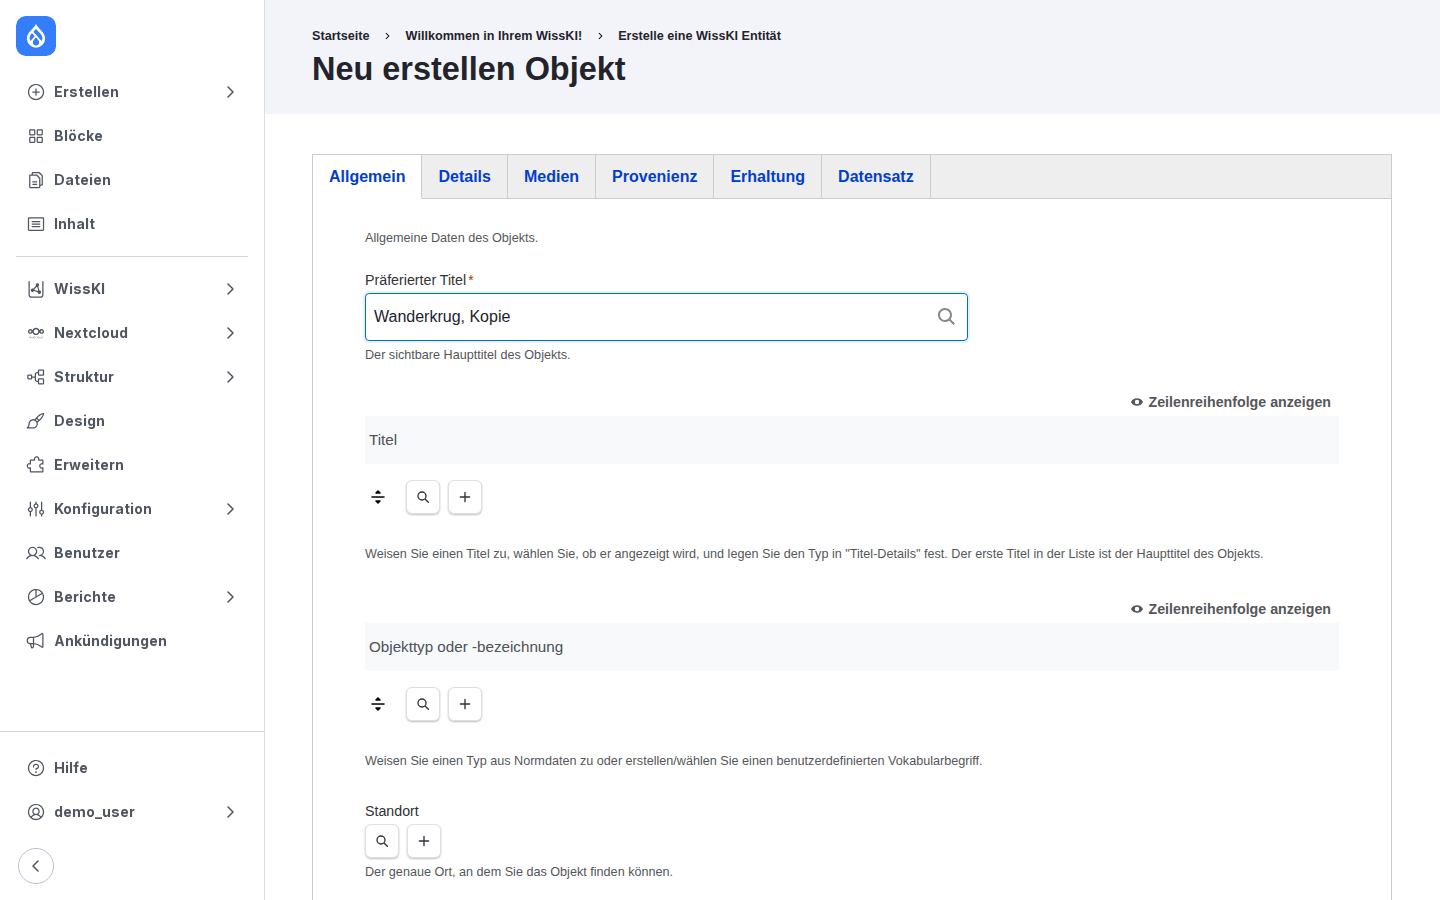 Startseite > Willkommen in Ihrem WissKI! > Erstelle eine WissKI Entität
Neu erstellen Objekt
Erstellen
Blöcke
Dateien
Inhalt
WissKI
Nextcloud
Struktur
Design
Erweitern
Konfiguration
Benutzer
Berichte
Ankündigungen
Hilfe
demo_user
Allgemein Details Medien Provenienz Erhaltung Datensatz
Allgemeine Daten des Objekts.
Präferierter Titel*
Wanderkrug, Kopie
Der sichtbare Haupttitel des Objekts.
Zeilenreihenfolge anzeigen
Titel
Weisen Sie einen Titel zu, wählen Sie, ob er angezeigt wird, und legen Sie den Typ in "Titel-Details" fest. Der erste Titel in der Liste ist der Haupttitel des Objekts.
Zeilenreihenfolge anzeigen
Objekttyp oder -bezeichnung
Weisen Sie einen Typ aus Normdaten zu oder erstellen/wählen Sie einen benutzerdefinierten Vokabularbegriff.
Standort
Der genaue Ort, an dem Sie das Objekt finden können.